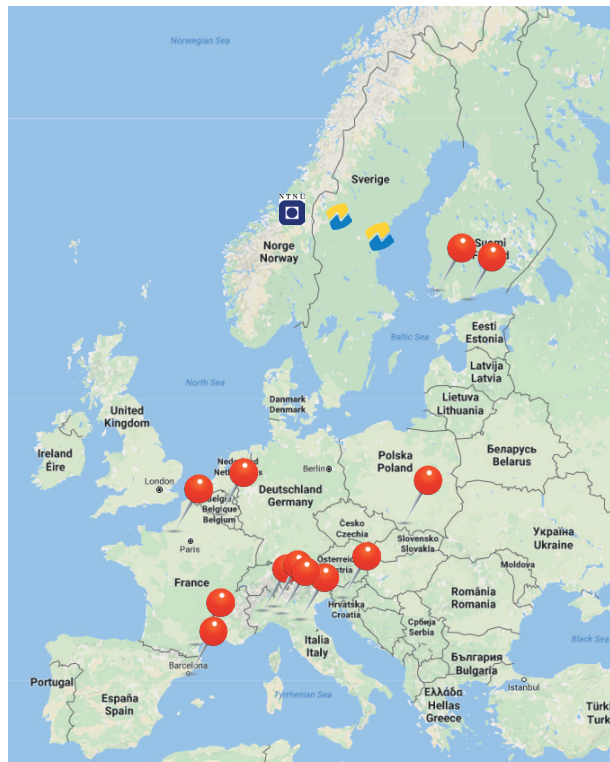 Norwegian Sea
Sverige
NTNU
Norge
Norway
Suomi
Eesti
Estonia
Baltic Sea
Latvija
Latvia
North Sea
Danmark
Denmark
Lietuva
Lithuania
United
Kingdom
Ireland
Éire
Polska
Poland
Беларусь
Belarus
Berlin
London
Deutschland
Germany
Belgique
Belgium
Česko
Czechia
Slovensko
Slovakia
Україна
Ukraine
Paris
Moldova
France
România
Romania
Hrvatska
Croatia
Србија
Serbia
Italia
Italy
Black Sea
България
Bulgaria
Barcelona
Portugal
España
Spain
Tyrrhenian Sea
Ελλάδα
Hellas
Greece
İstanbul
Türki
Turk